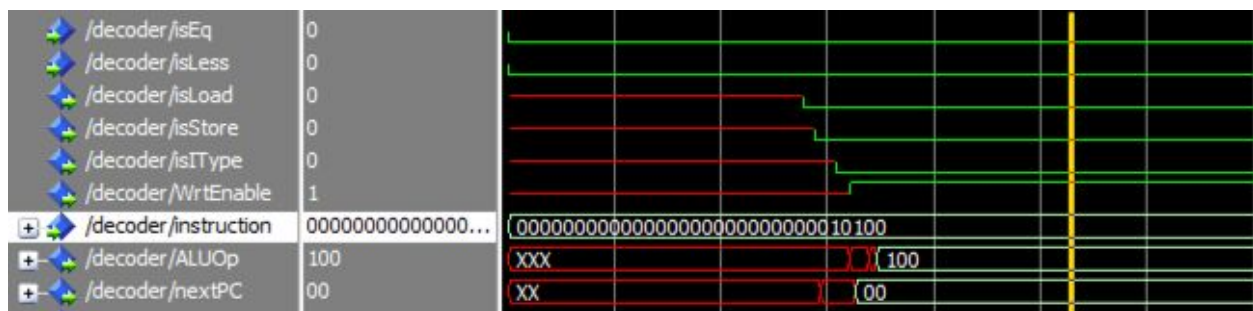 /decoder/isEq 0
/decoder/isLess 0
/decoder/isLoad 0
/decoder/isStore 0
/decoder/isIType 0
/decoder/WrtEnable 1
/decoder/instruction 00000000000000... 00000000000000000000000000010100
/decoder/ALUOp 100 XXX 100
/decoder/nextPC 00 XX 00